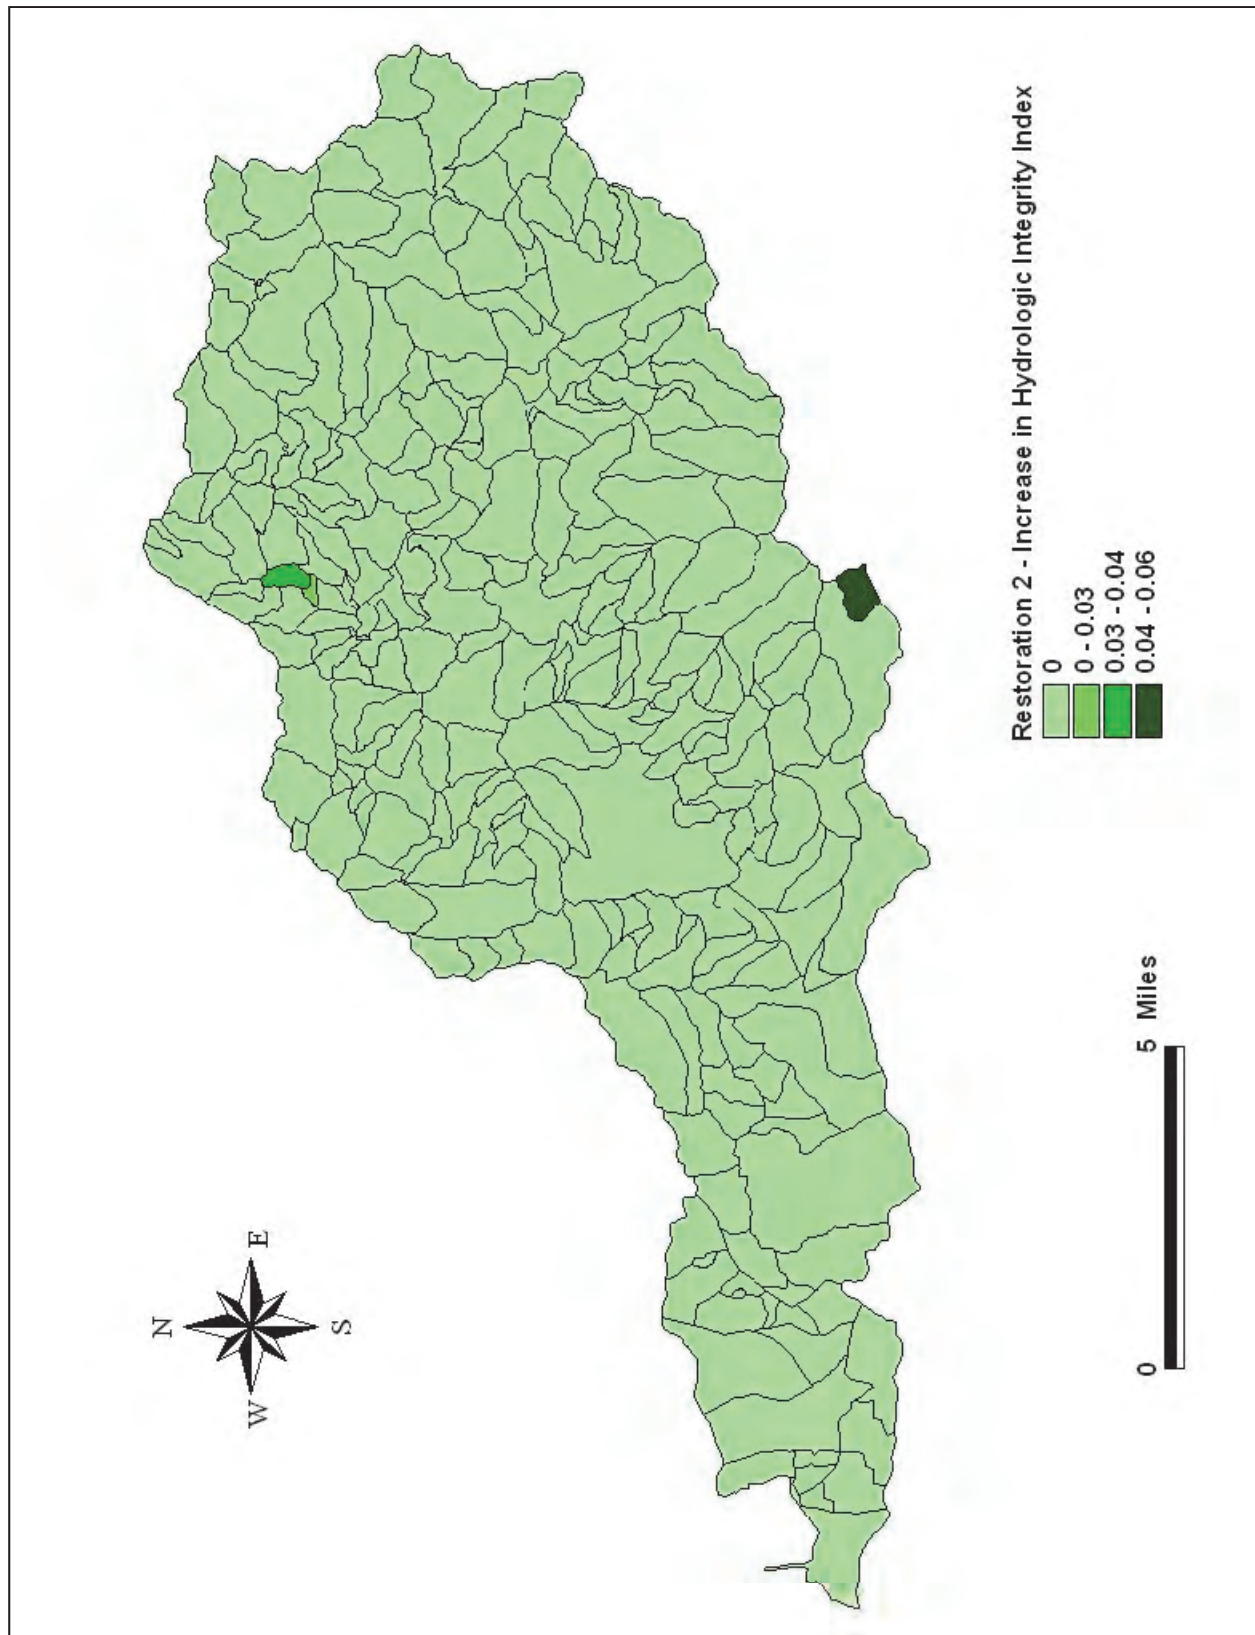 N
W E
S
Restoration 2 - Increase in Hydrologic Integrity Index
0
0 - 0.03
0.03 - 0.04
0.04 - 0.06
0 5 Miles